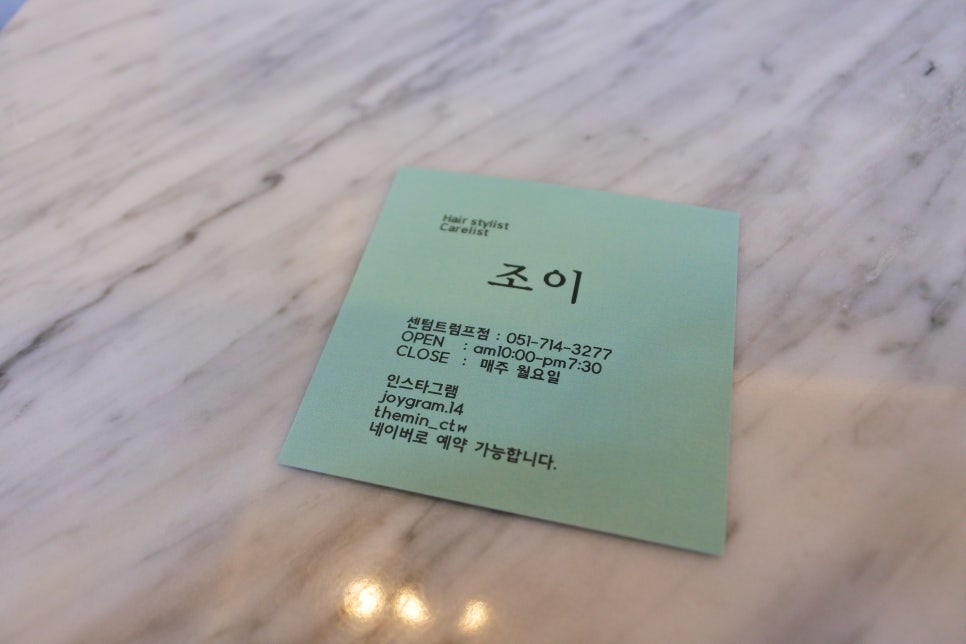 Hair stylist
Carelist
조이
센텀트럼프점 : 051-714-3277
OPEN : am10:00-pm7:30
CLOSE : 매주 월요일
인스타그램
joygram.14
themin_ctw
네이버로 예약 가능합니다.